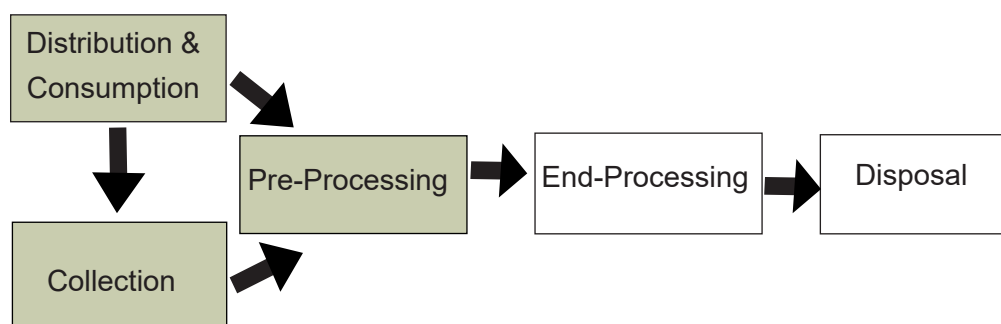 Distribution &
Consumption
Pre-Processing
End-Processing
Disposal
Collection